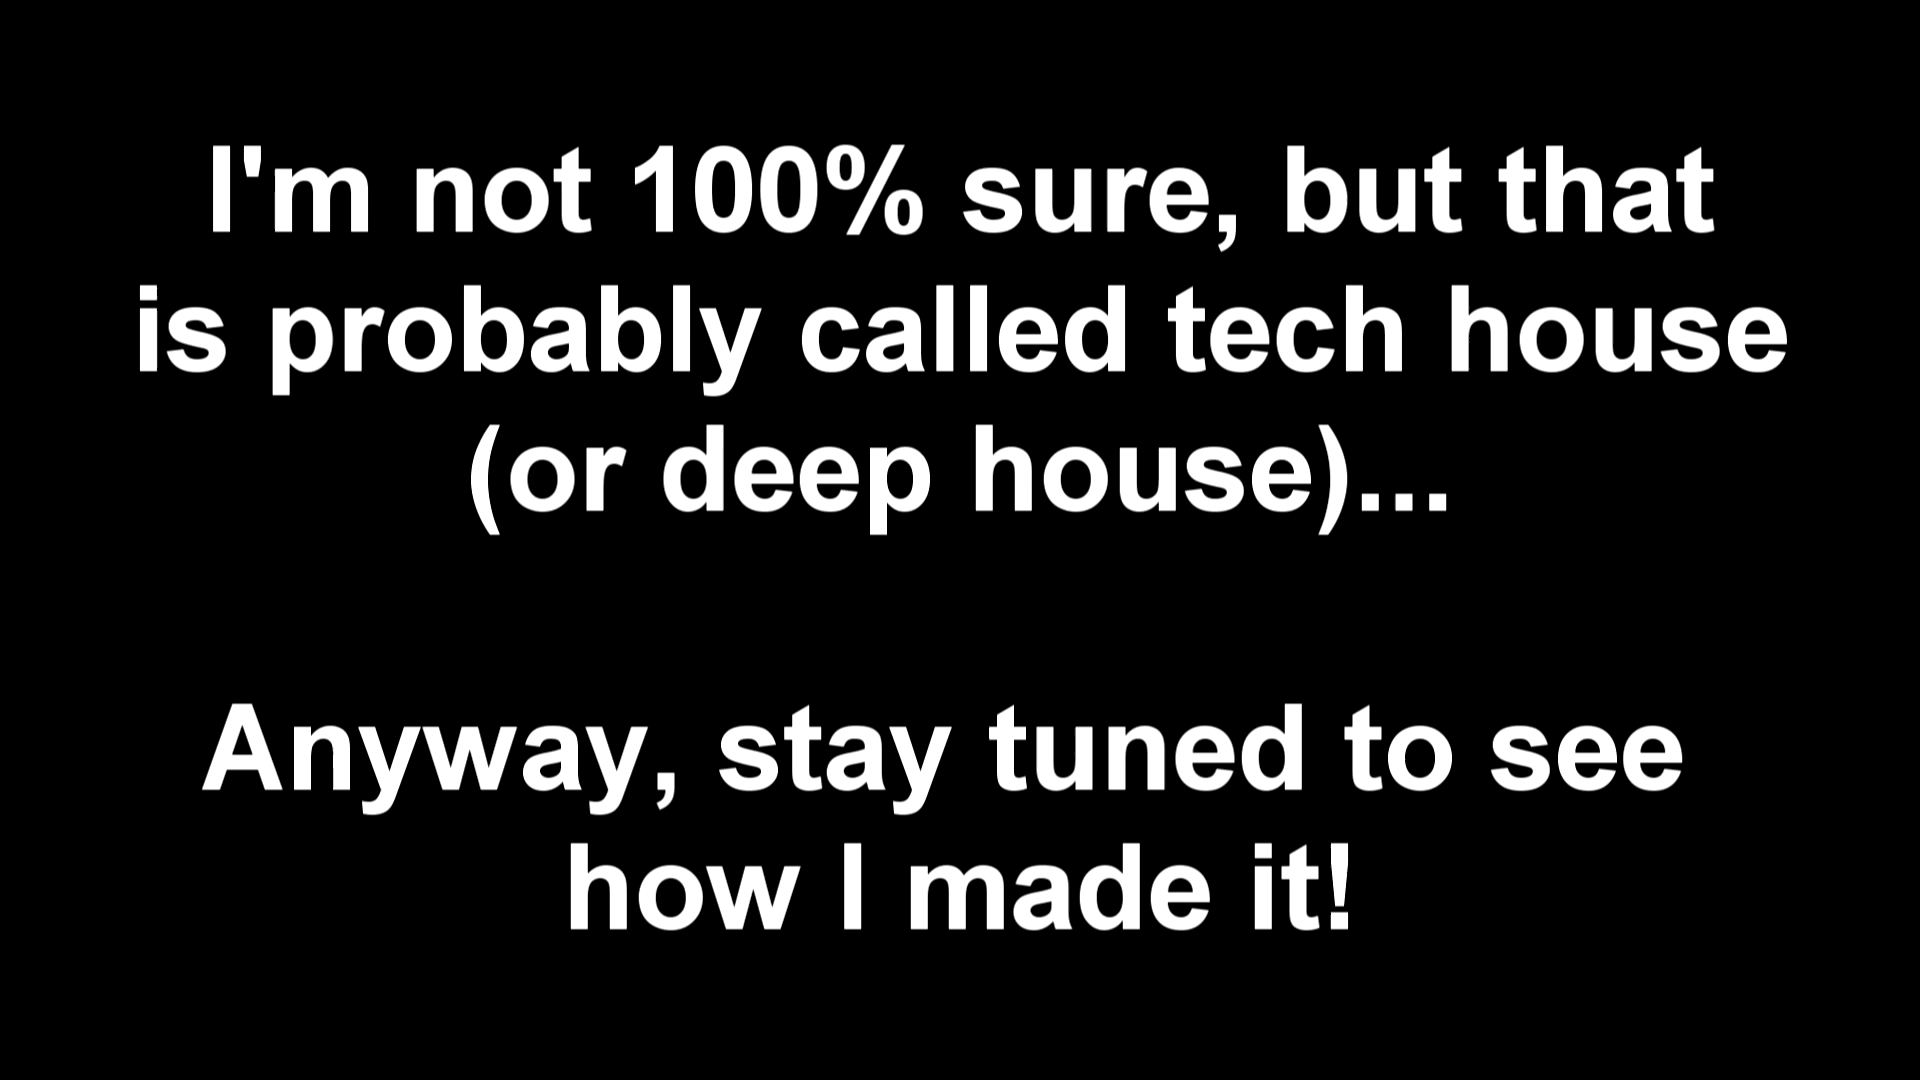 I'm not 100% sure, but that
is probably called tech house
(or deep house)...
Anyway, stay tuned to see
how I made it!